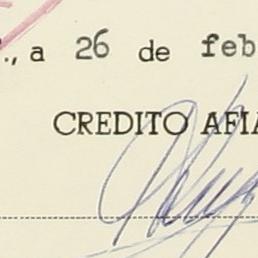 ., a 26 de feb
CREDITO AFIA